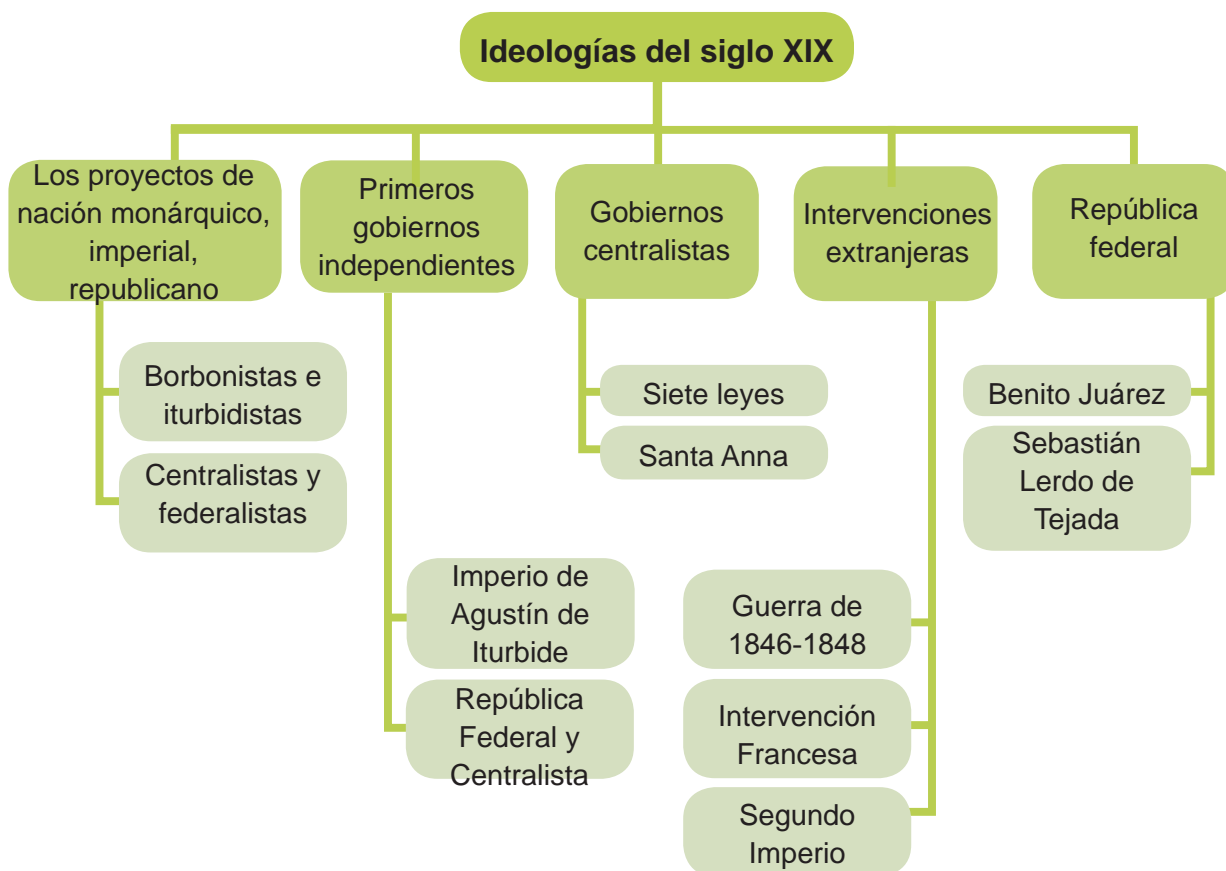 Ideologías del siglo XIX
Los proyectos de
nación monárquico,
imperial,
republicano
Primeros
gobiernos
independientes
Gobiernos
centralistas
Intervenciones
extranjeras
República
federal
Borbonistas e
iturbidistas
Centralistas y
federalistas
Imperio de
Agustín de
Iturbide
República
Federal y
Centralista
Siete leyes
Santa Anna
Guerra de
1846-1848
Intervención
Francesa
Segundo
Imperio
Benito Juárez
Sebastián
Lerdo de
Tejada